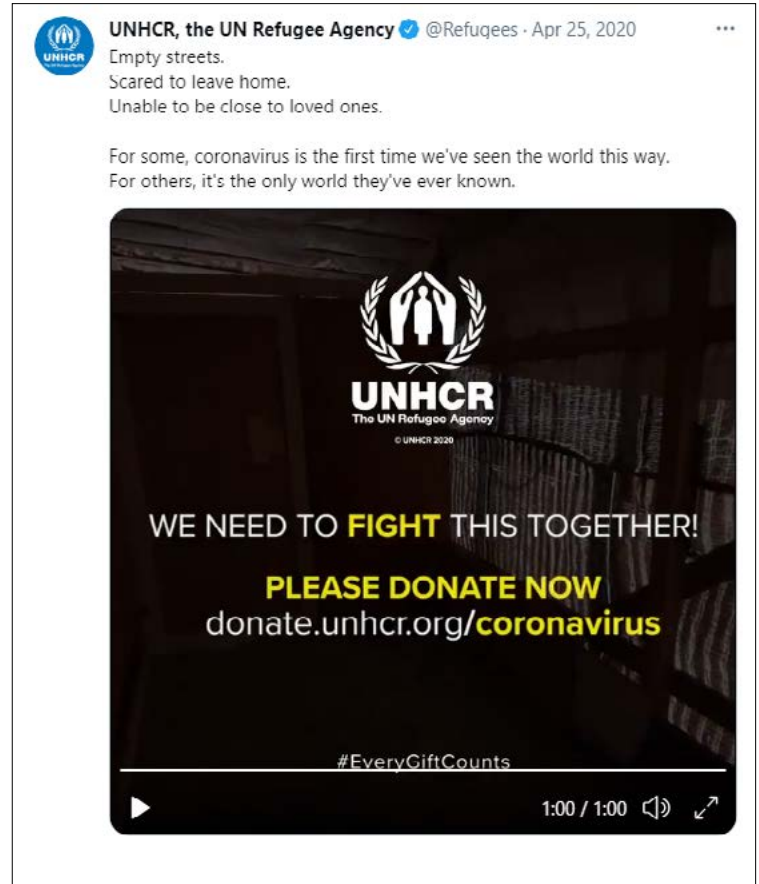 UNHCR, the UN Refugee Agency @Refugees · Apr 25, 2020 ...
UNHCR
Empty streets.
Scared to leave home.
Unable to be close to loved ones.
For some, coronavirus is the first time we've seen the world this way.
For others, it's the only world they've ever known.
UNHCR
The UN Refugee Agency
© UNHCR 2020
WE NEED TO FIGHT THIS TOGETHER!
PLEASE DONATE NOW
donate.unhcr.org/coronavirus
#EveryGiftCounts
1:00 / 1:00